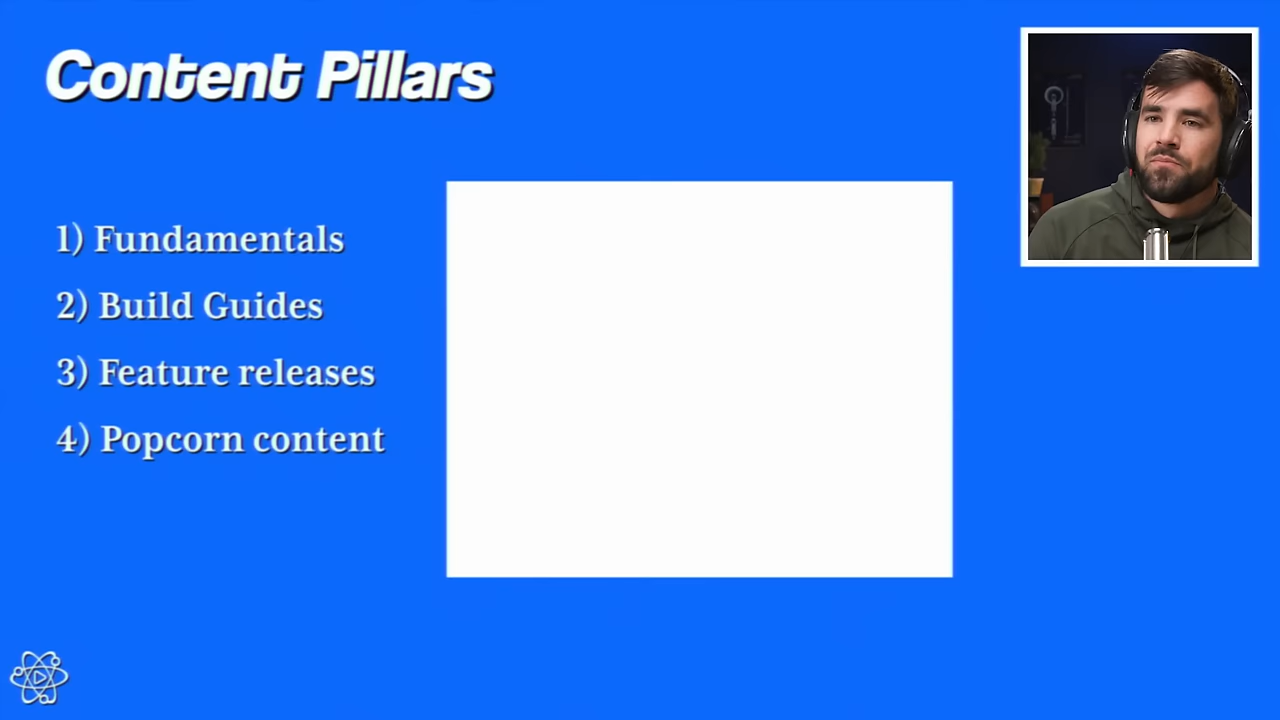 Content Pillars
1) Fundamentals
2) Build Guides
3) Feature releases
4) Popcorn content